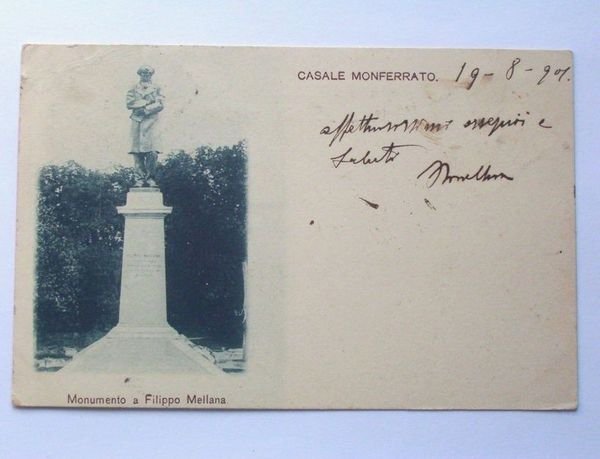 CASALE MONFERRATO. 19-8-901
affettuosissimi ossequi e
saluti
Monumento a Filippo Mellana